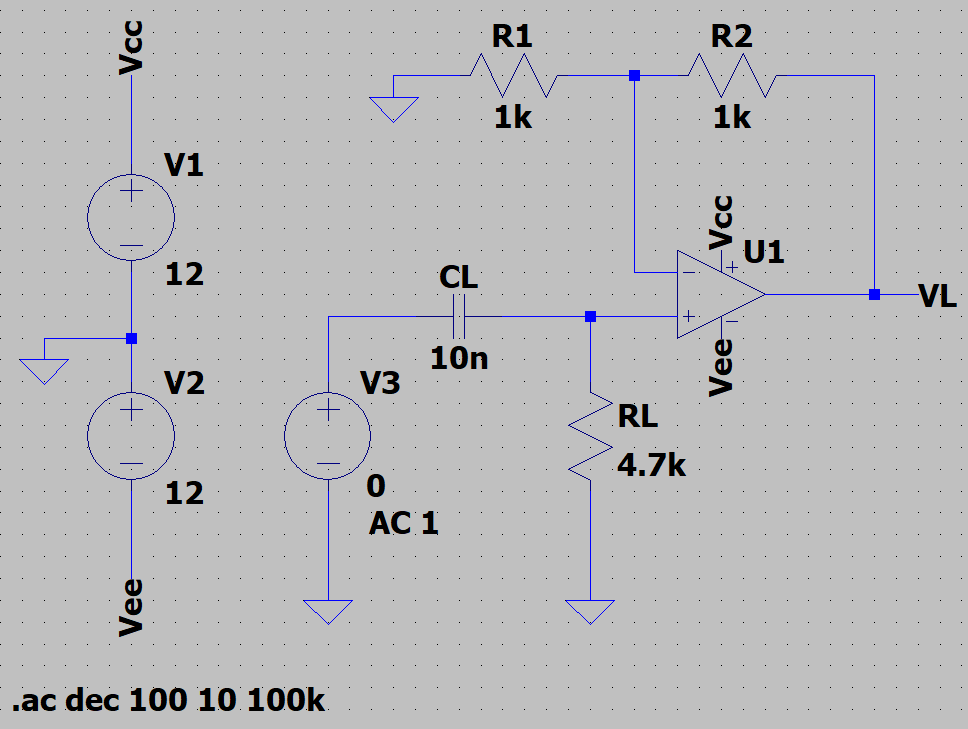 Vcc
R1
R2
1k
1k
V1
Vcc
U1
12
CL
VL
10n
V2
V3
Vee
RL
4.7k
12
0
AC 1
Vee
.ac dec 100 10 100k